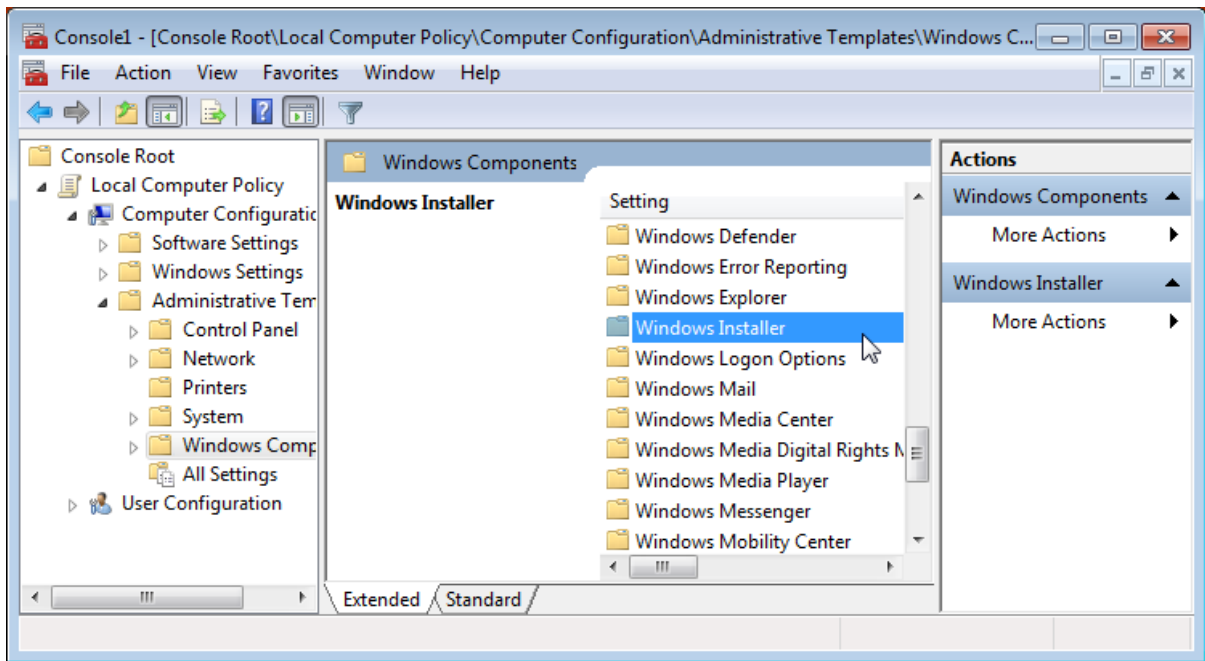 Console1 - [Console Root\Local Computer Policy\Computer Configuration\Administrative Templates\Windows C...
File Action View Favorites Window Help
Console Root
Local Computer Policy
Computer Configuratic
Software Settings
Windows Settings
Administrative Tem
Control Panel
Network
Printers
System
Windows Comp
All Settings
User Configuration
Windows Components
Windows Installer
Setting
Windows Defender
Windows Error Reporting
Windows Explorer
Windows Installer
Windows Logon Options
Windows Mail
Windows Media Center
Windows Media Digital Rights M
Windows Media Player
Windows Messenger
Windows Mobility Center
Extended
Standard
Actions
Windows Components
More Actions
Windows Installer
More Actions